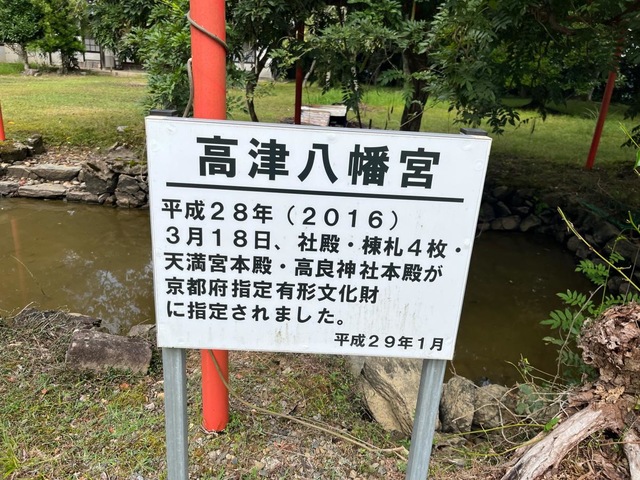 高津八幡宮
平成28年（2016）
3月18日、社殿・棟札4枚・
天満宮本殿・高良神社本殿が
京都府指定有形文化財
に指定されました。
平成29年1月